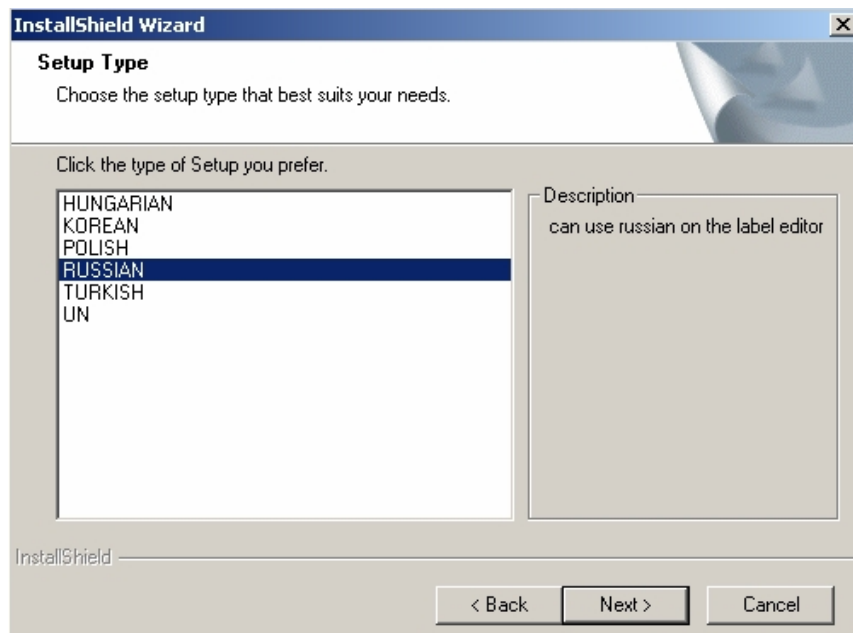 InstallShield Wizard
Setup Type
Choose the setup type that best suits your needs.
Click the type of Setup you prefer.
HUNGARIAN
KOREAN
POLISH
RUSSIAN
TURKISH
UN
Description
can use russian on the label editor
InstallShield
< Back
Next >
Cancel